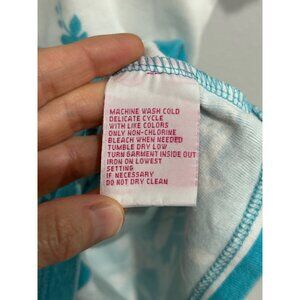 MACHINE WASH COLD
DELICATE CYCLE
WITH LIKE COLORS
ONLY NON-CHLORINE
BLEACH WHEN NEEDED
TUMBLE DRY LOW
TURN GARMENT INSIDE OUT
IRON ON LOWEST
SETTING
IF NECESSARY
DO NOT DRY CLEAN